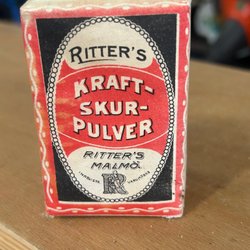 RITTER'S
KRAFT-
SKUR-
PULVER
RITTER'S
MALMÖ.
R